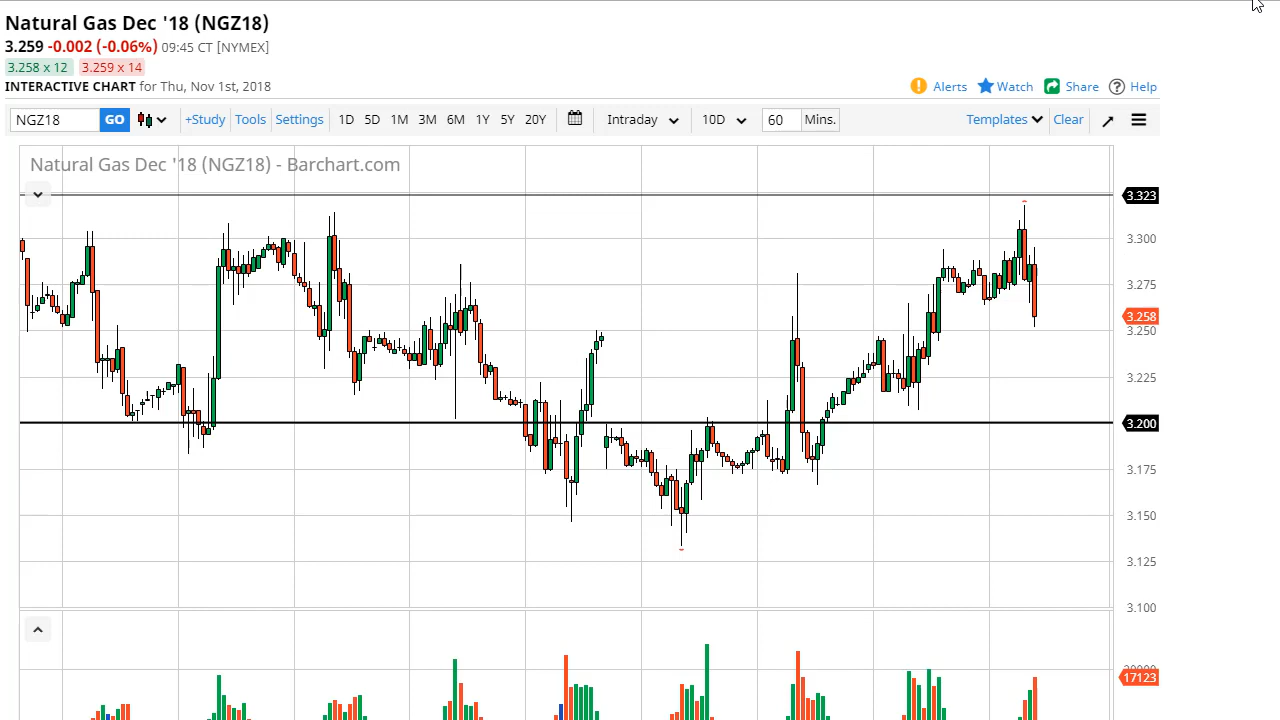 Natural Gas Dec '18 (NGZ18)
3.259 -0.002 (-0.06%) 09:45 CT [NYMEX]
3.258 x 12 3.259 x 14
INTERACTIVE CHART for Thu, Nov 1st, 2018
Alerts Watch Share Help
NGZ18 GO +Study Tools Settings 1D 5D 1M 3M 6M 1Y 5Y 20Y Intraday 10D 60 Mins. Templates Clear
Natural Gas Dec '18 (NGZ18) - Barchart.com
3.323
3.300
3.275
3.258
3.250
3.225
3.200
3.175
3.150
3.125
3.100
17123